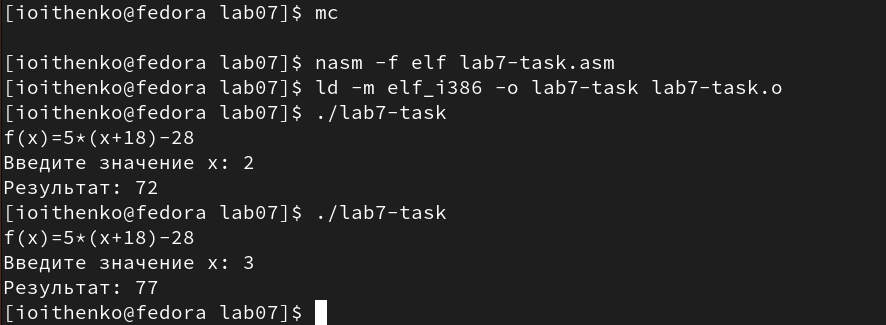 [ioithenko@fedora lab07]$ mc
[ioithenko@fedora lab07]$ nasm -f elf lab7-task.asm
[ioithenko@fedora lab07]$ ld -m elf_i386 -o lab7-task lab7-task.o
[ioithenko@fedora lab07]$ ./lab7-task
f(x)=5*(x+18)-28
Введите значение x: 2
Результат: 72
[ioithenko@fedora lab07]$ ./lab7-task
f(x)=5*(x+18)-28
Введите значение x: 3
Результат: 77
[ioithenko@fedora lab07]$